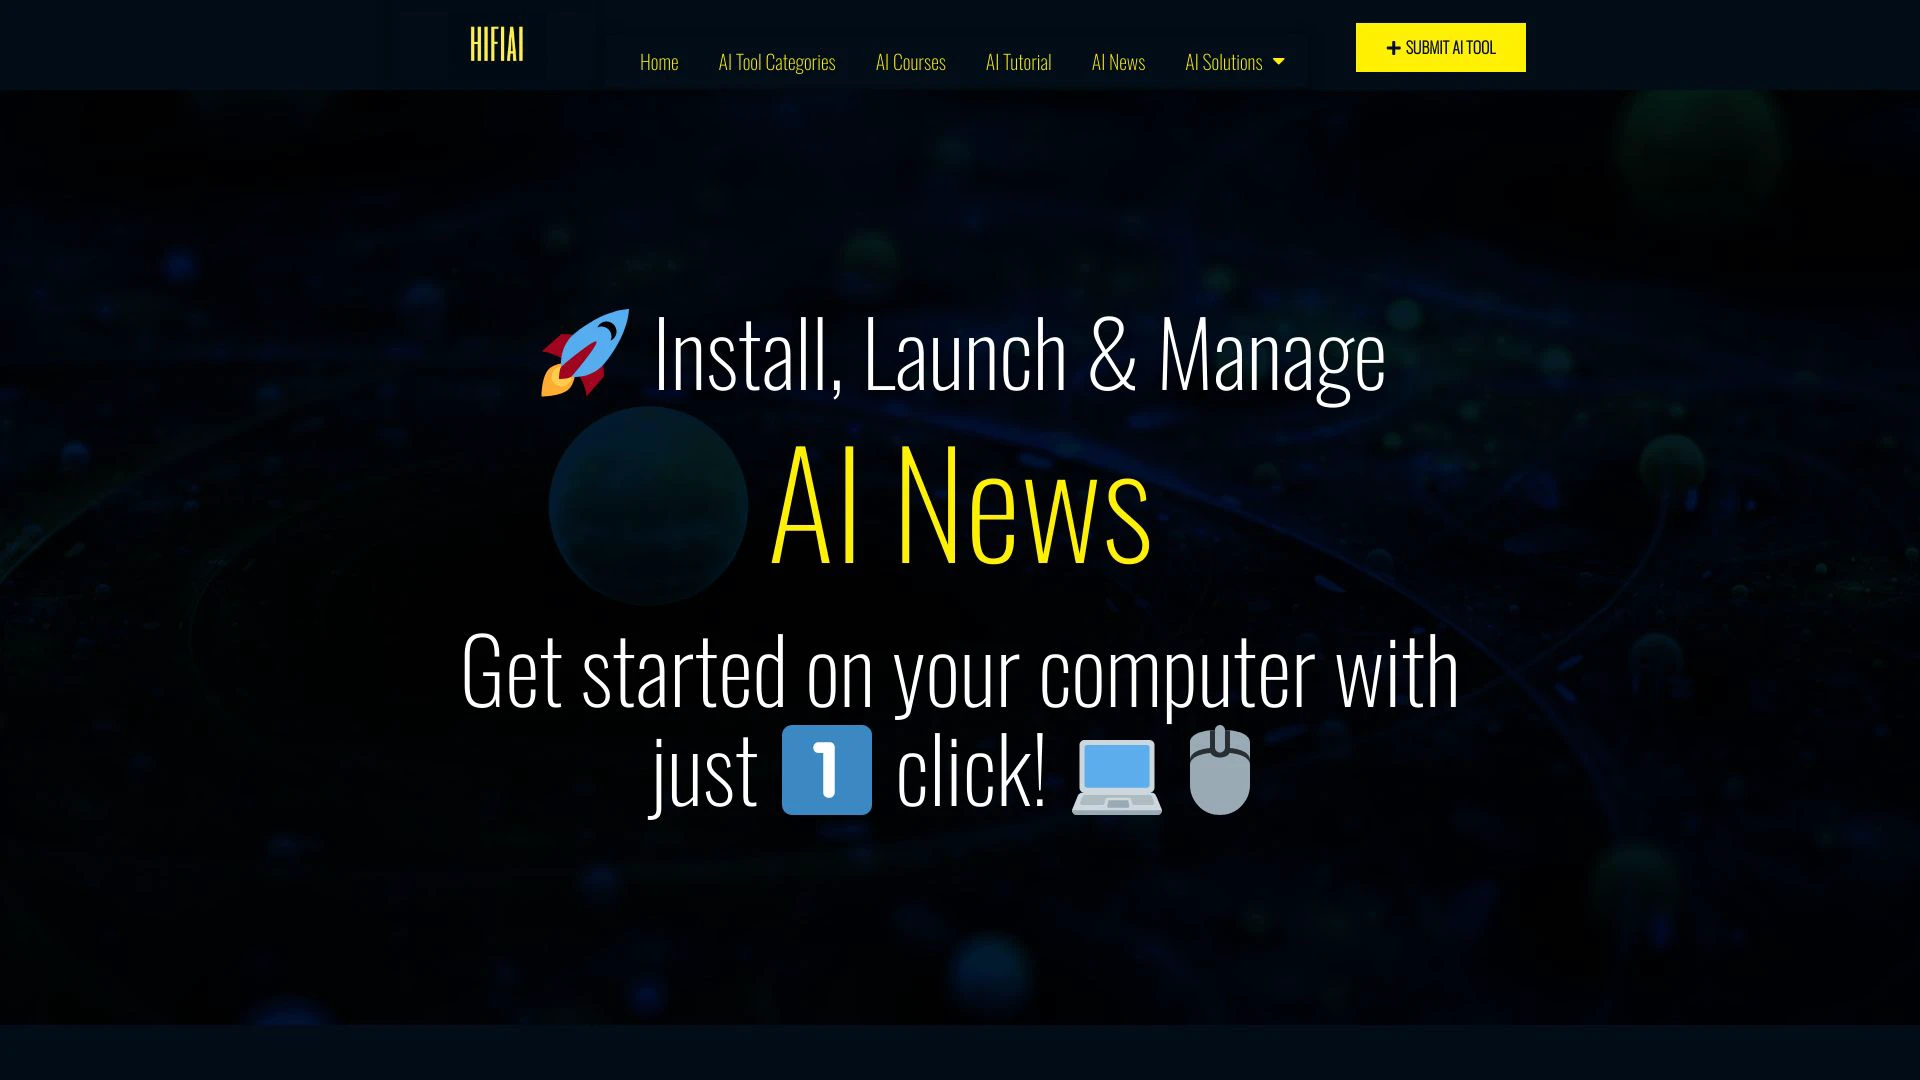 HIFIAI
Home
AI Tool Categories
AI Courses
AI Tutorial
AI News
AI Solutions
SUBMIT AI TOOL
🚀 Install, Launch & Manage
AI News
Get started on your computer with
just 1️⃣ click! 💻 🖱️